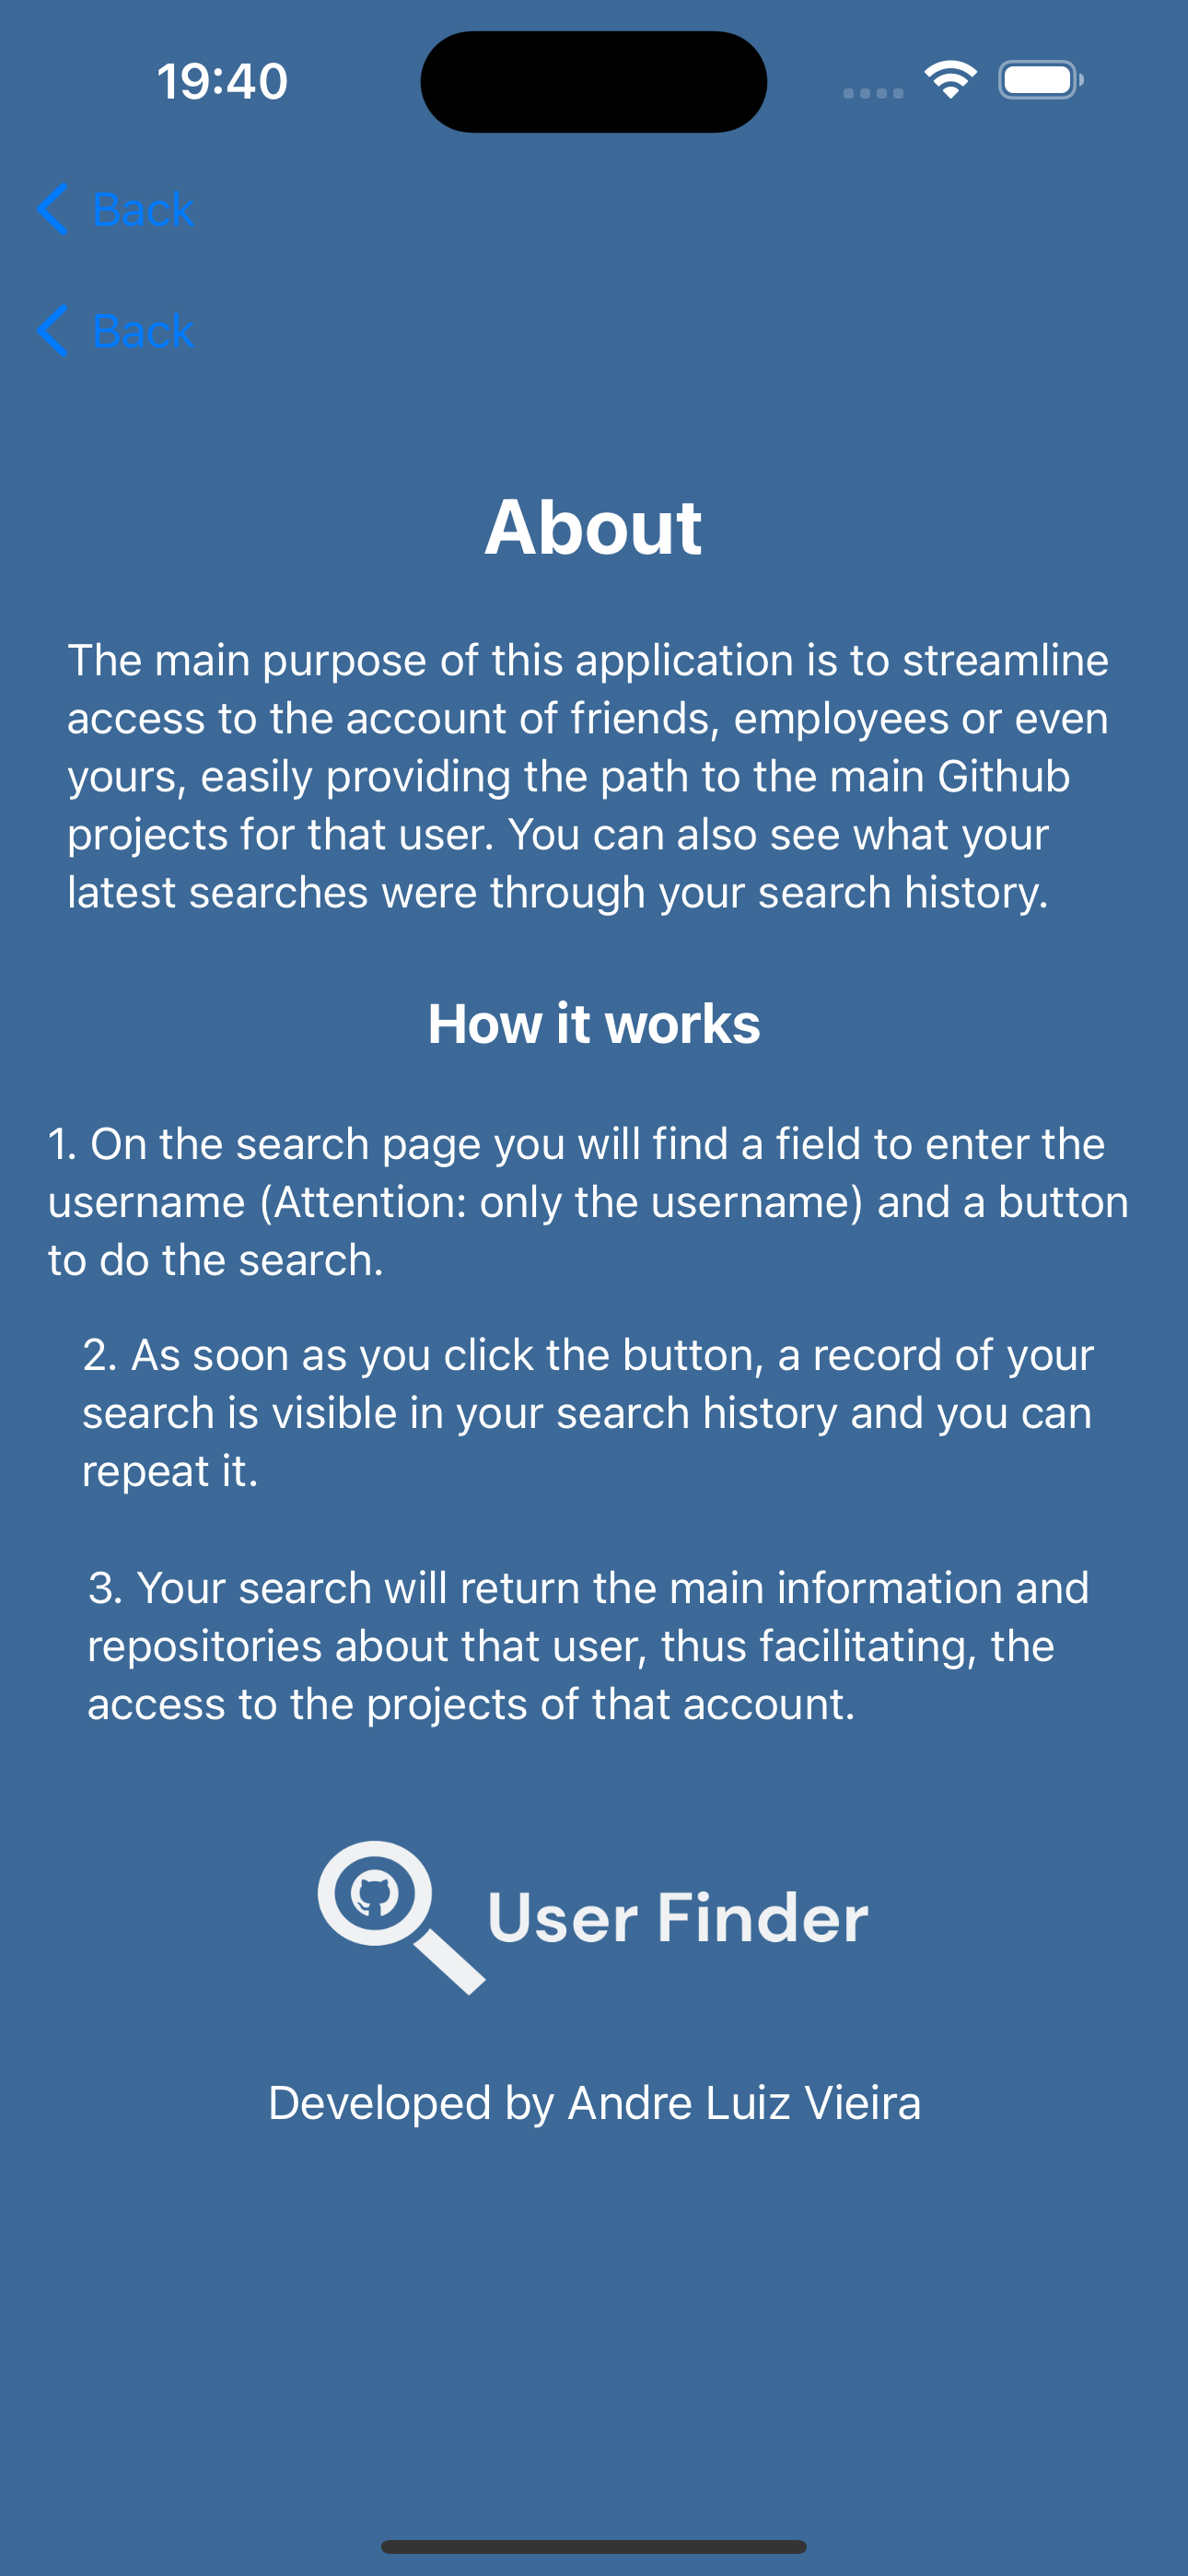 19:40
Back
Back
About
The main purpose of this application is to streamline
access to the account of friends, employees or even
yours, easily providing the path to the main Github
projects for that user. You can also see what your
latest searches were through your search history.
How it works
1. On the search page you will find a field to enter the
username (Attention: only the username) and a button
to do the search.
2. As soon as you click the button, a record of your
search is visible in your search history and you can
repeat it.
3. Your search will return the main information and
repositories about that user, thus facilitating, the
access to the projects of that account.
User Finder
Developed by Andre Luiz Vieira